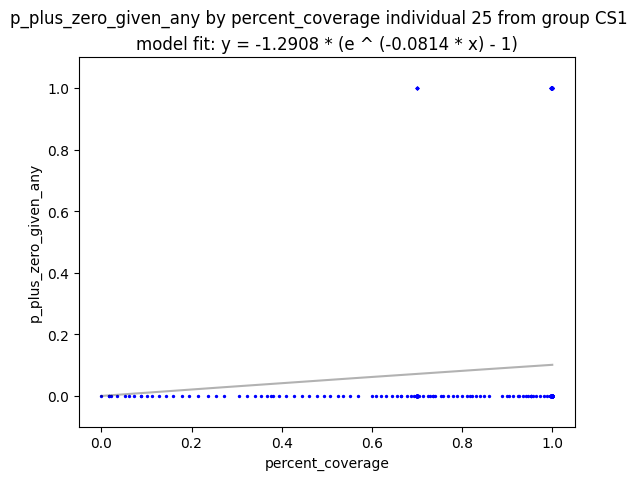 p_plus_zero_given_any by percent_coverage individual 25 from group CS1
model fit: y = -1.2908 * (e ^ (-0.0814 * x) - 1)
1.0
0.8
0.6
0.4
0.2
0.0
p_plus_zero_given_any
0.0 0.2 0.4 0.6 0.8 1.0
percent_coverage